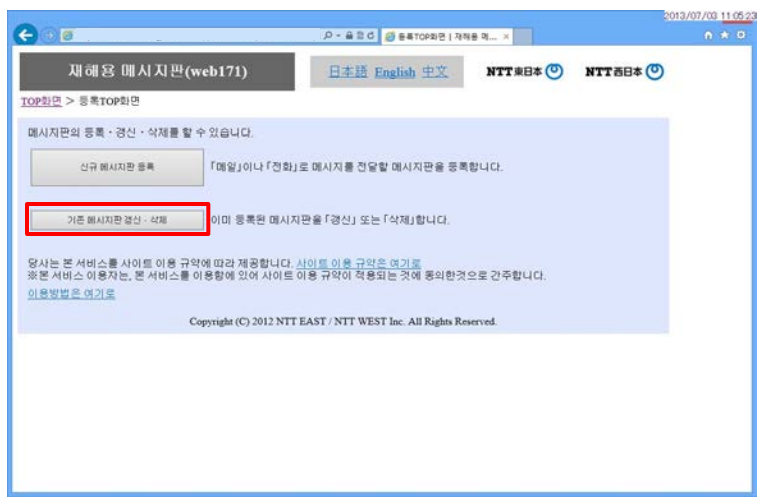 2013/07/03 11:05:23
등록TOP화면 | 재해용 메... ×
재해용 메시지판(web171)
日本語 English 中文
NTT東日本
NTT西日本
TOP화면 > 등록TOP화면
메시지판의 등록・경신・삭제를 할 수 있습니다.
신규 메시지판 등록
「메일」이나 「전화」로 메시지를 전달할 메시지판을 등록합니다.
기존 메시지판 경신・삭제
이미 등록된 메시지판을 「경신」 또는 「삭제」합니다.
당사는 본 서비스를 사이트 이용 규약에 따라 제공합니다. 사이트 이용 규약은 여기로
※본 서비스 이용자는, 본 서비스를 이용함에 있어 사이트 이용 규약이 적용되는 것에 동의한것으로 간주합니다.
이용방법은 여기로
Copyright (C) 2012 NTT EAST / NTT WEST Inc. All Rights Reserved.